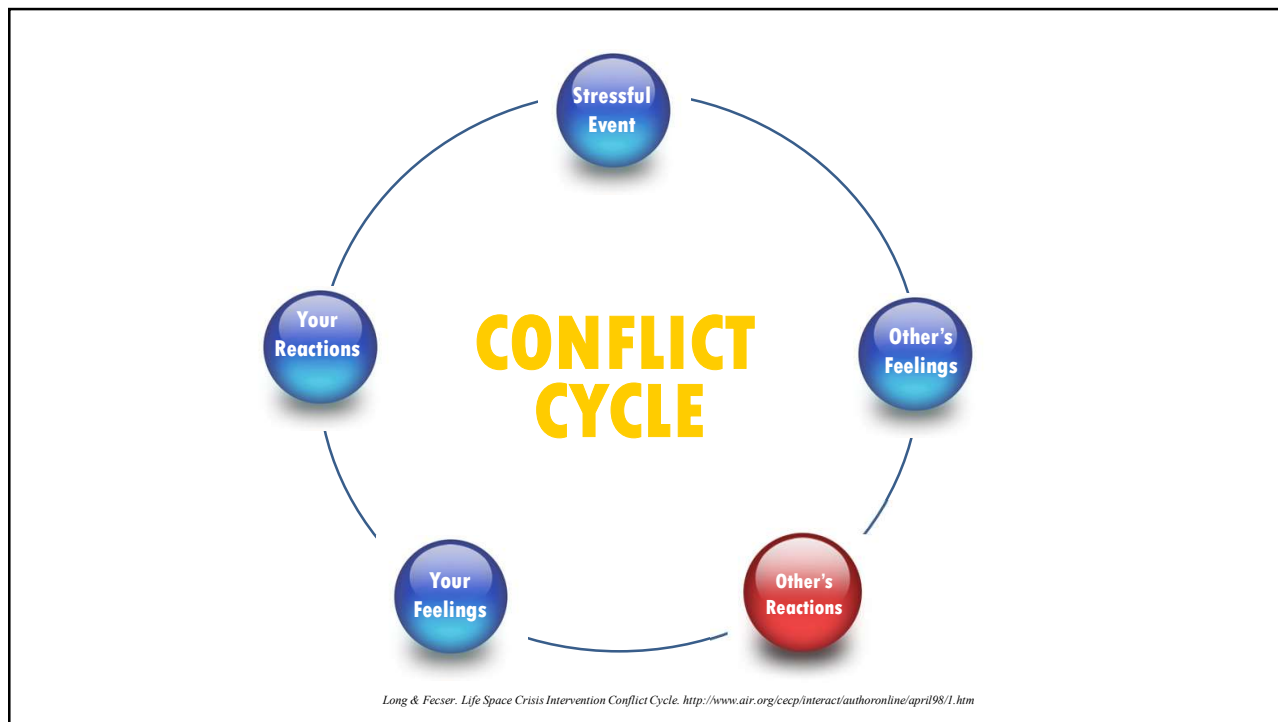 Stressful
Event
Your
Reactions
Other's
Feelings
CONFLICT
CYCLE
Your
Feelings
Other's
Reactions
Long & Fecser. Life Space Crisis Intervention Conflict Cycle. http://www.air.org/cecp/interact/authoronline/april98/1.htm